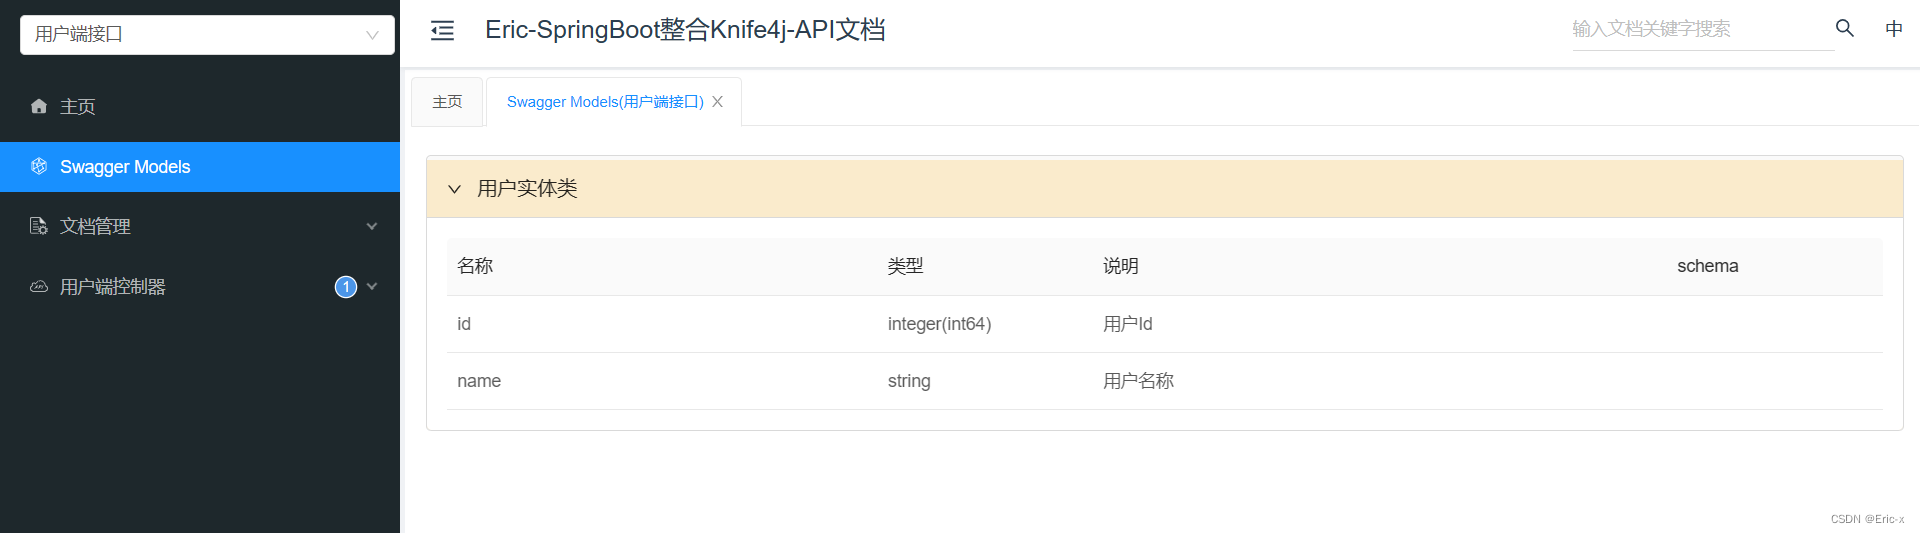 用户端接口
主页
Swagger Models
文档管理
用户端控制器 1
Eric-SpringBoot整合Knife4j-API文档
输入文档关键字搜索
中
主页
Swagger Models(用户端接口)
用户实体类
名称 类型 说明 schema
id integer(int64) 用户Id
name string 用户名称
CSDN @Eric-x